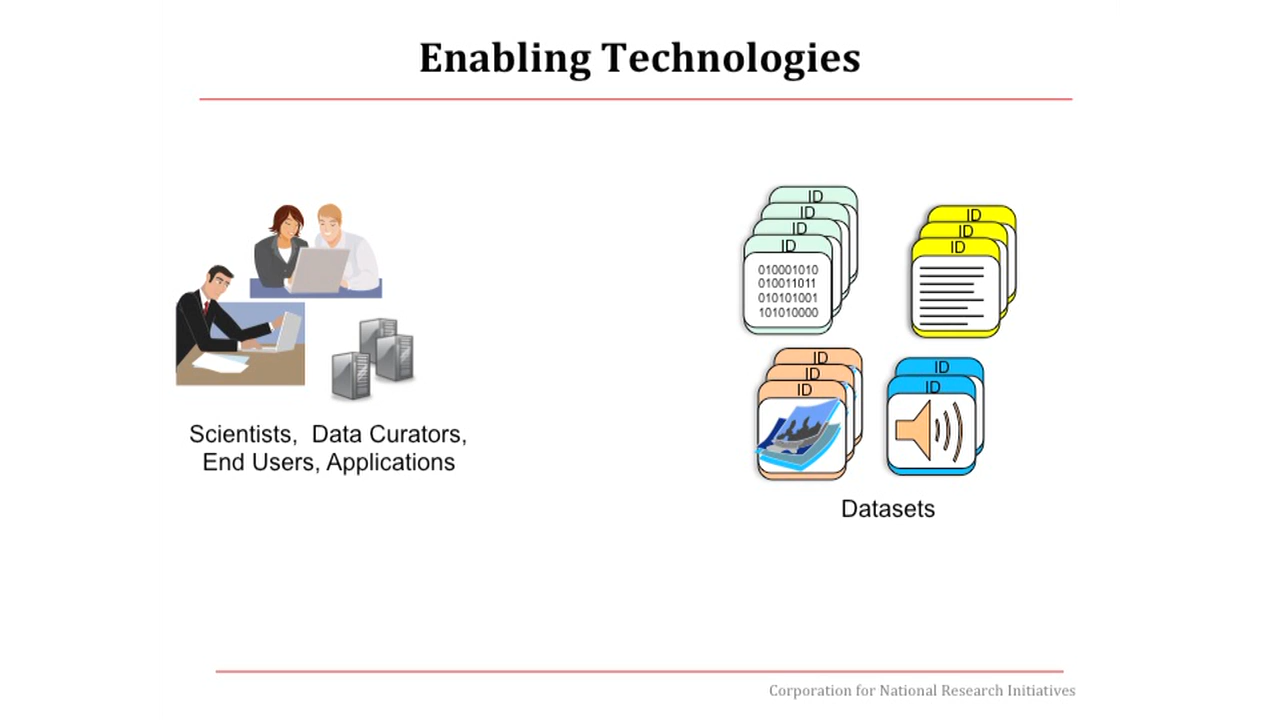 Enabling Technologies
Scientists, Data Curators,
End Users, Applications
ID
ID
ID
ID
010001010
010011011
010101001
101010000
ID
ID
ID
ID
ID
ID
ID
ID
Datasets
Corporation for National Research Initiatives